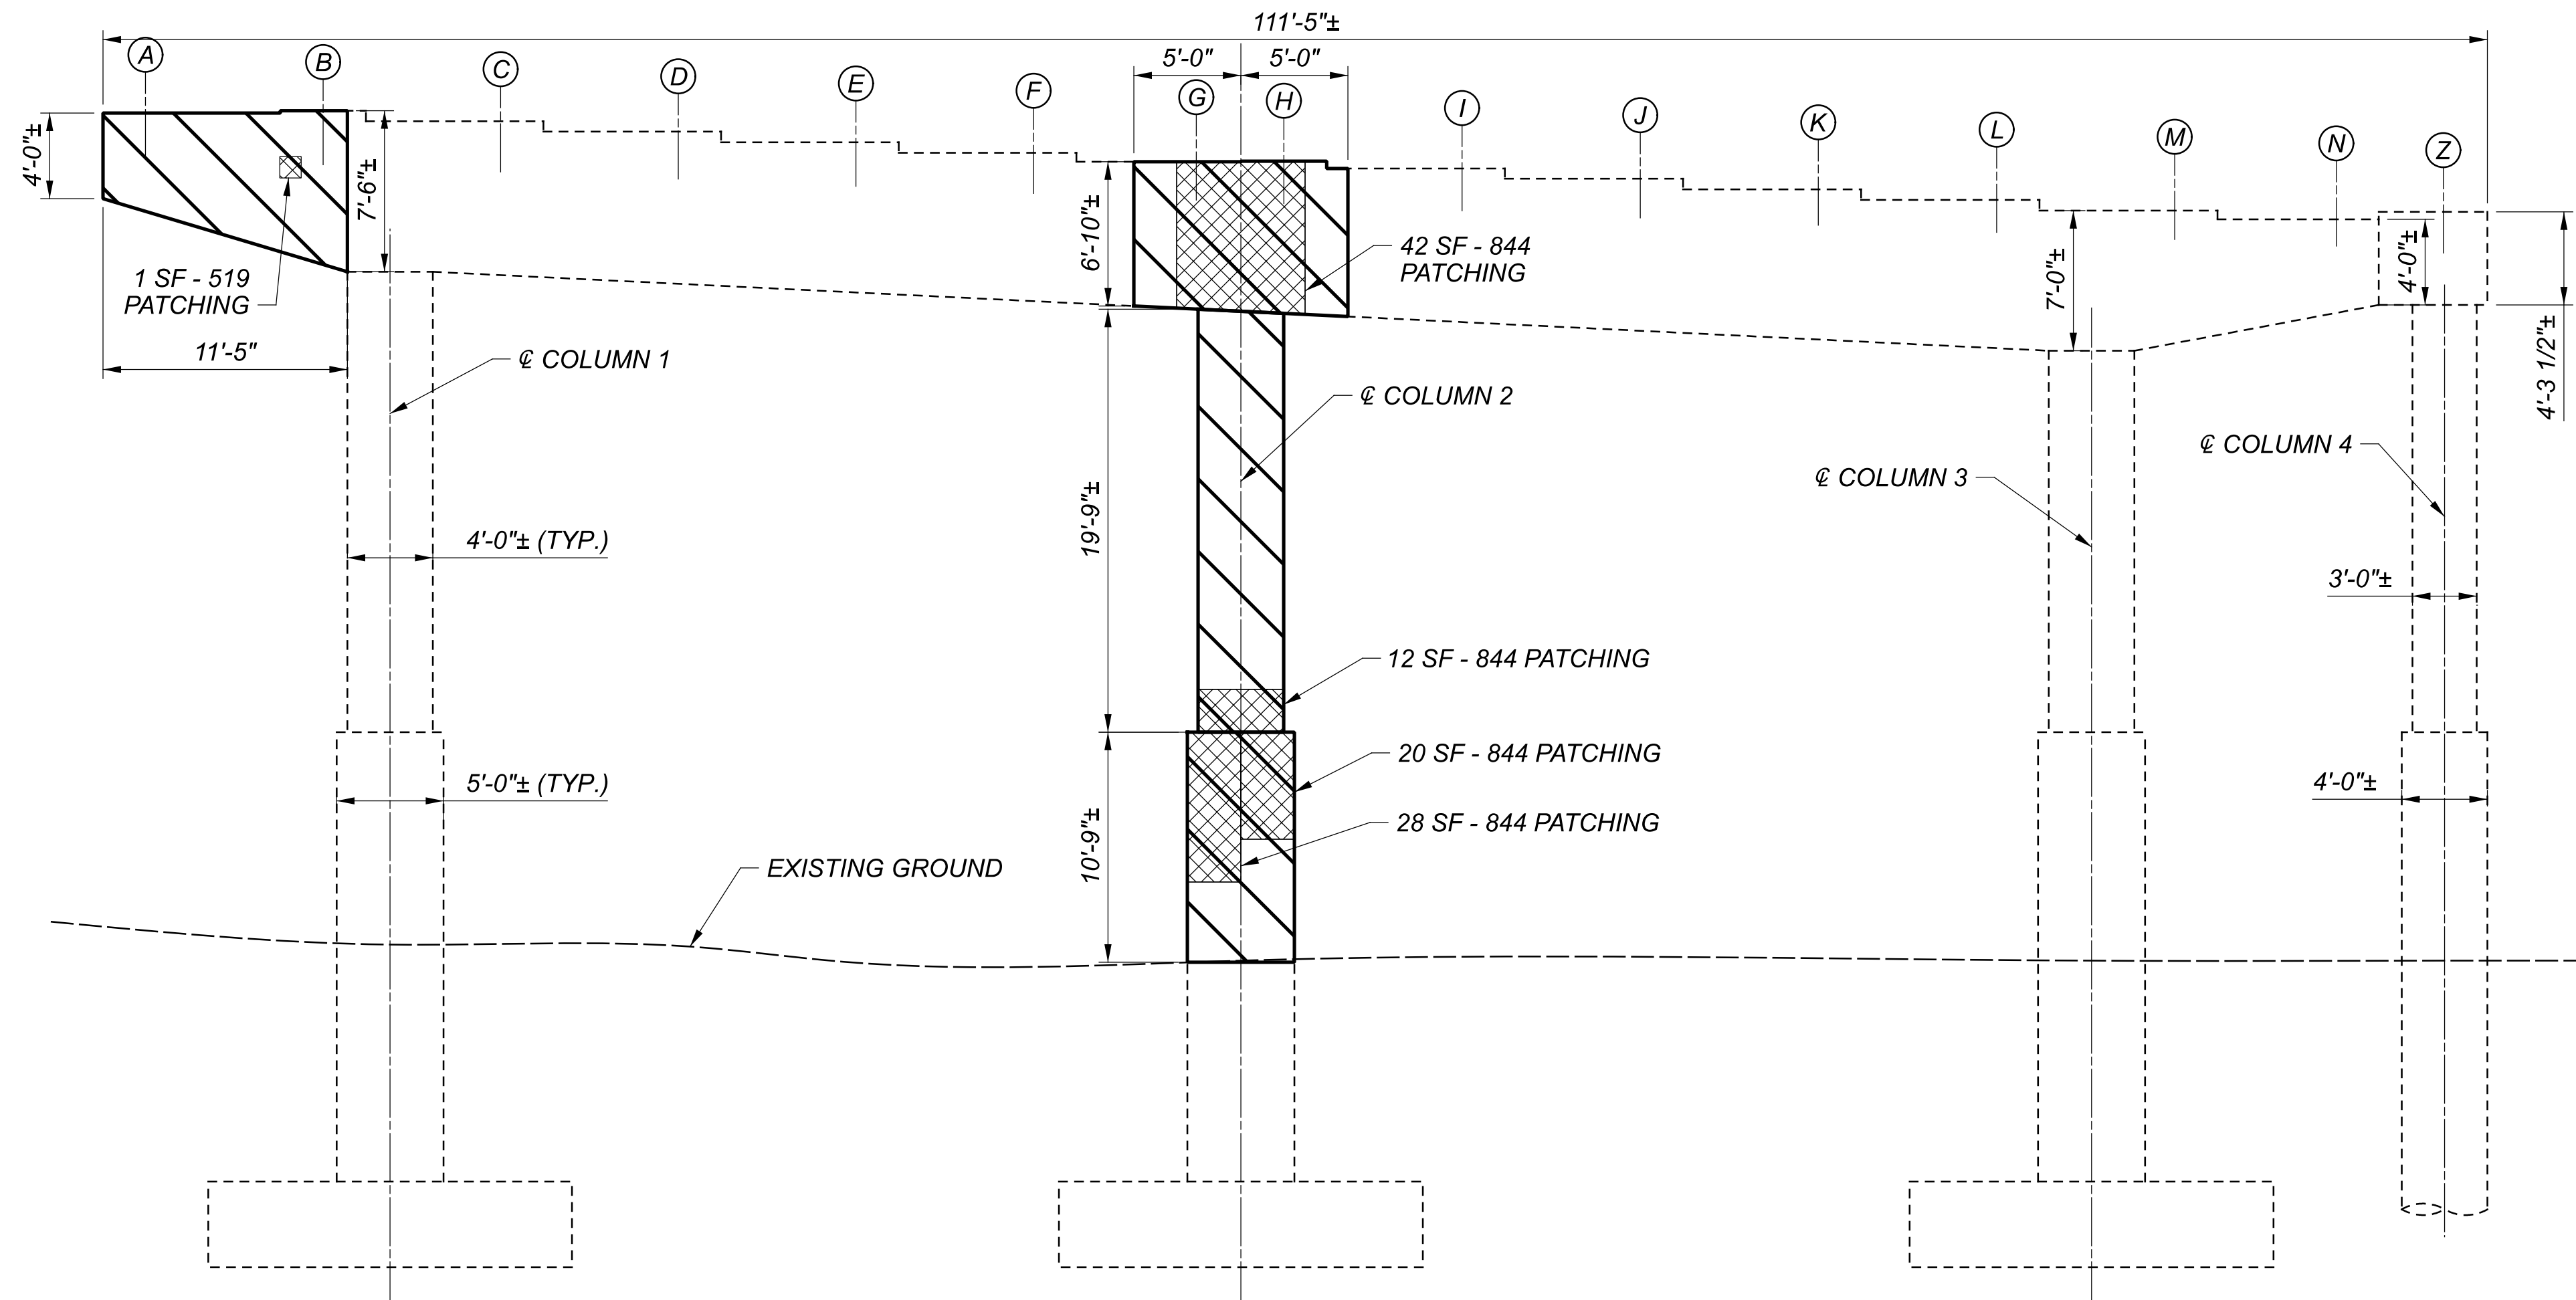 111'-5"±
5'-0"
5'-0"
A
B
C
D
E
F
G
H
I
J
K
L
M
N
Z
4'-0"±
7'-6"±
1 SF - 519
PATCHING
11'-5"
℄ COLUMN 1
6'-10"±
42 SF - 844
PATCHING
7'-0"±
4'-0"±
4'-3 1/2"±
℄ COLUMN 2
℄ COLUMN 3
℄ COLUMN 4
19'-9"±
4'-0"± (TYP.)
3'-0"±
12 SF - 844 PATCHING
20 SF - 844 PATCHING
5'-0"± (TYP.)
4'-0"±
28 SF - 844 PATCHING
10'-9"±
EXISTING GROUND